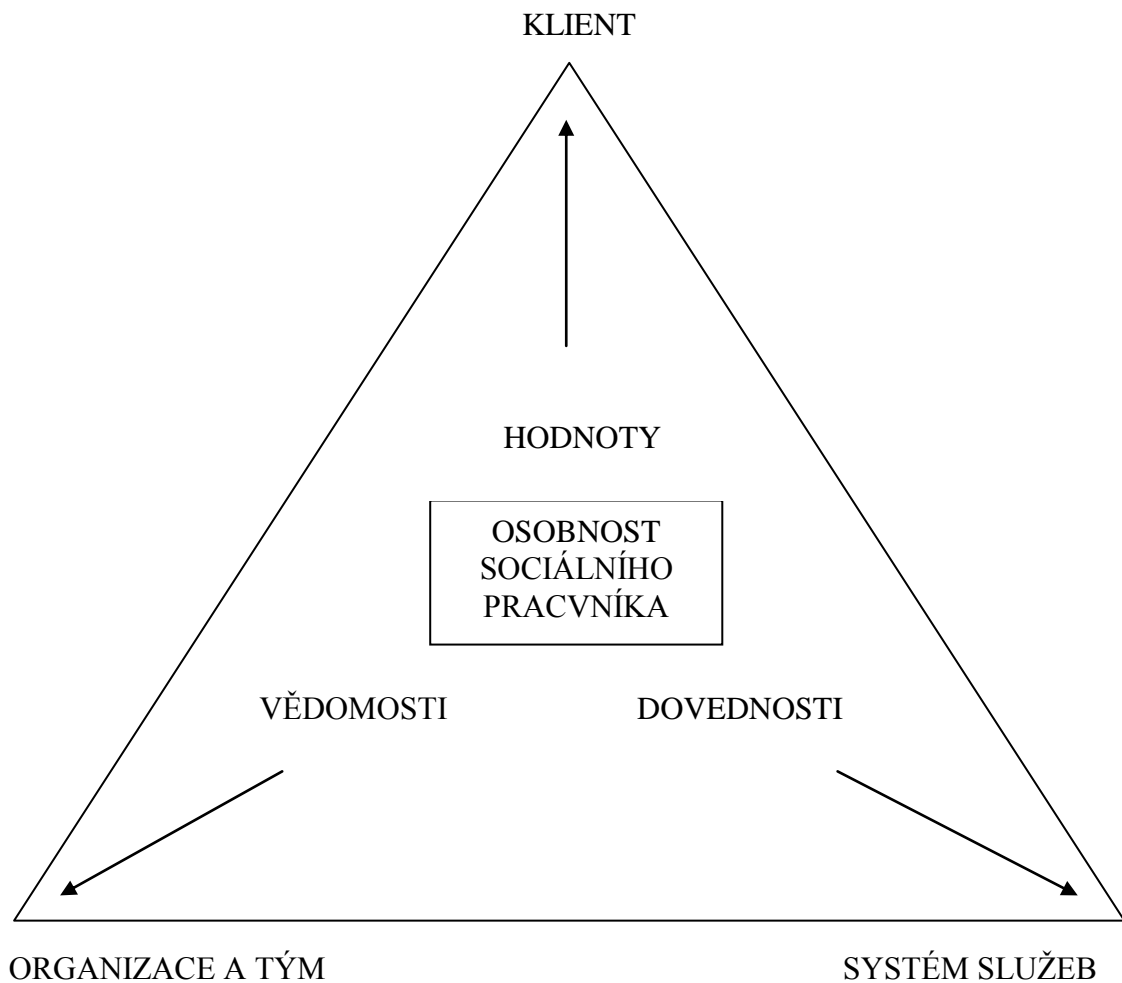 KLIENT
HODNOTY
OSOBNOST
SOCIÁLNÍHO
PRACVNÍKA
VĚDOMOSTI
DOVEDNOSTI
ORGANIZACE A TÝM
SYSTÉM SLUŽEB